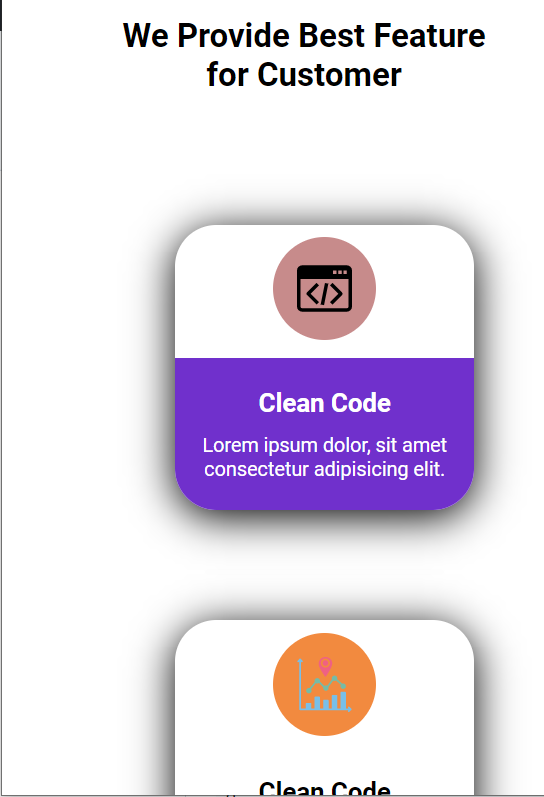 We Provide Best Feature
for Customer
Clean Code
Lorem ipsum dolor, sit amet
consectetur adipisicing elit.
Clean Code